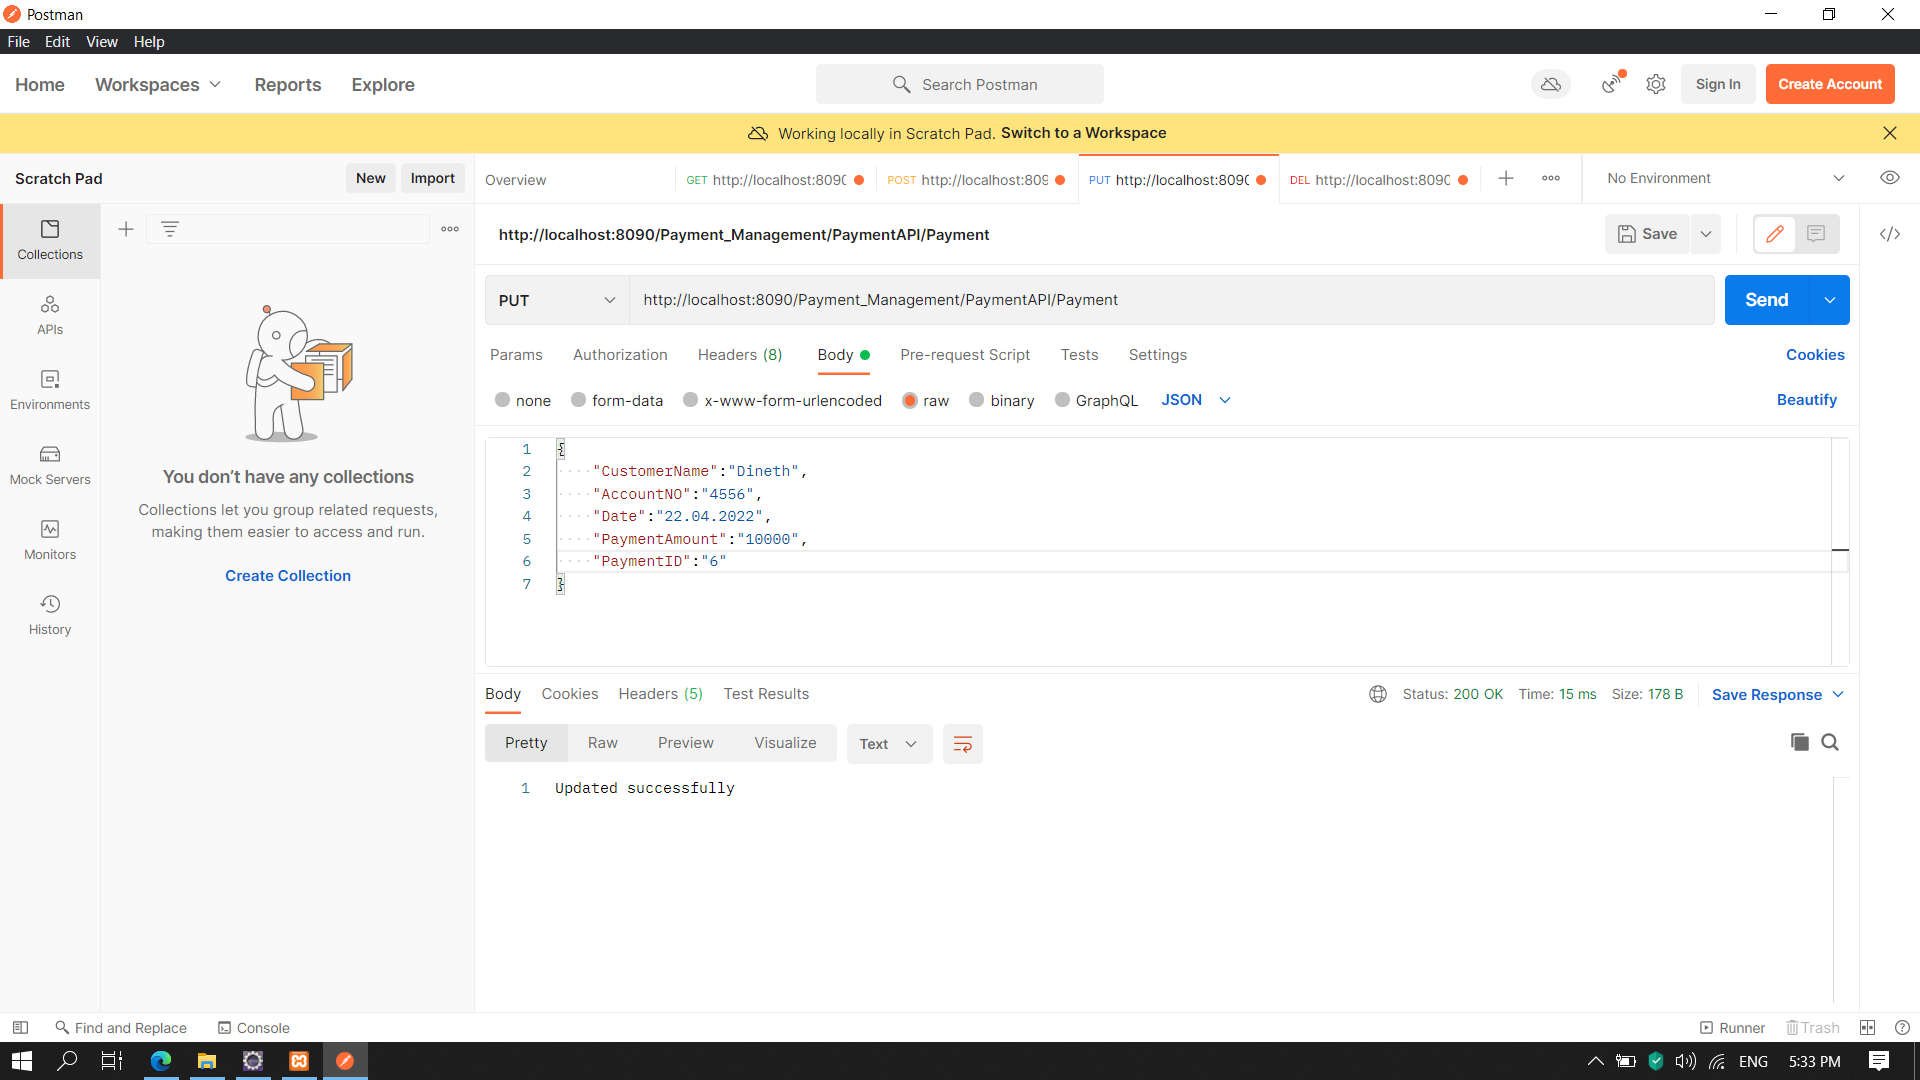 Postman
File Edit View Help
Home Workspaces Reports Explore Search Postman Sign In Create Account
Working locally in Scratch Pad. Switch to a Workspace
Scratch Pad New Import Overview GET http://localhost:8090 POST http://localhost:809 PUT http://localhost:8090 DEL http://localhost:8090 No Environment
http://localhost:8090/Payment_Management/PaymentAPI/Payment Save
Collections
PUT http://localhost:8090/Payment_Management/PaymentAPI/Payment Send
APIs
Params Authorization Headers (8) Body Pre-request Script Tests Settings Cookies
Environments
none form-data x-www-form-urlencoded raw binary GraphQL JSON Beautify
1 {
2 "CustomerName":"Dineth",
3 "AccountNO":"4556",
4 "Date":"22.04.2022",
5 "PaymentAmount":"10000",
6 "PaymentID":"6"
7 }
Mock Servers
You don't have any collections
Collections let you group related requests,
making them easier to access and run.
Monitors
Create Collection
History
Body Cookies Headers (5) Test Results Status: 200 OK Time: 15 ms Size: 178 B Save Response
Pretty Raw Preview Visualize Text
1 Updated successfully
Find and Replace Console Runner Trash
ENG 5:33 PM